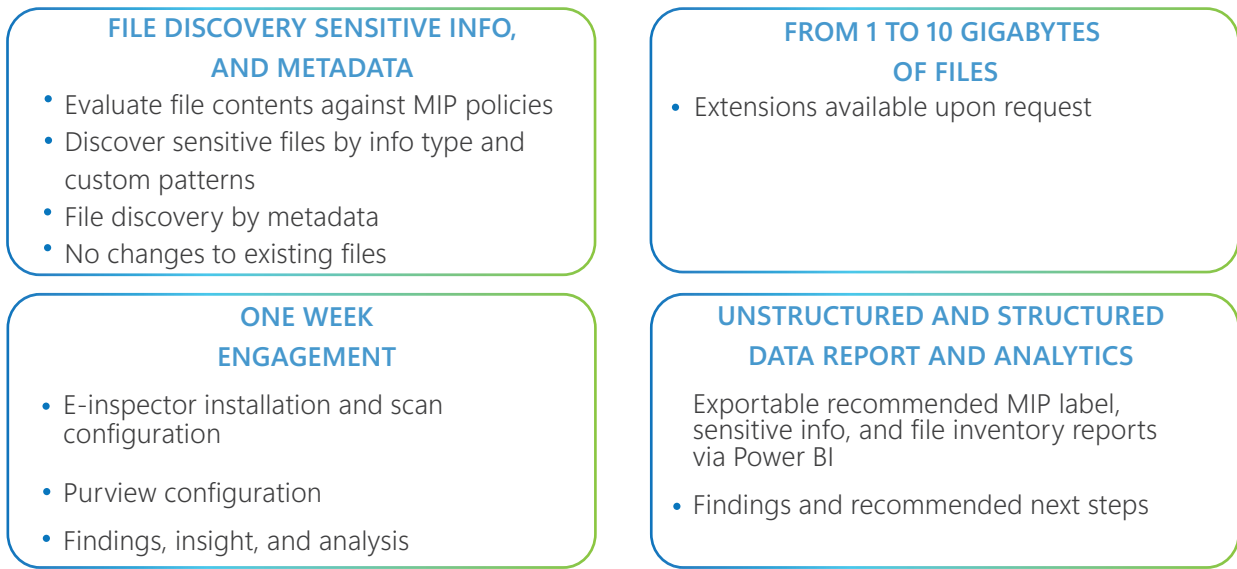 FILE DISCOVERY SENSITIVE INFO,
AND METADATA
• Evaluate file contents against MIP policies
• Discover sensitive files by info type and
custom patterns
• File discovery by metadata
• No changes to existing files
FROM 1 TO 10 GIGABYTES
OF FILES
• Extensions available upon request
ONE WEEK
ENGAGEMENT
• E-inspector installation and scan
configuration
• Purview configuration
• Findings, insight, and analysis
UNSTRUCTURED AND STRUCTURED
DATA REPORT AND ANALYTICS
Exportable recommended MIP label,
sensitive info, and file inventory reports
via Power BI
• Findings and recommended next steps